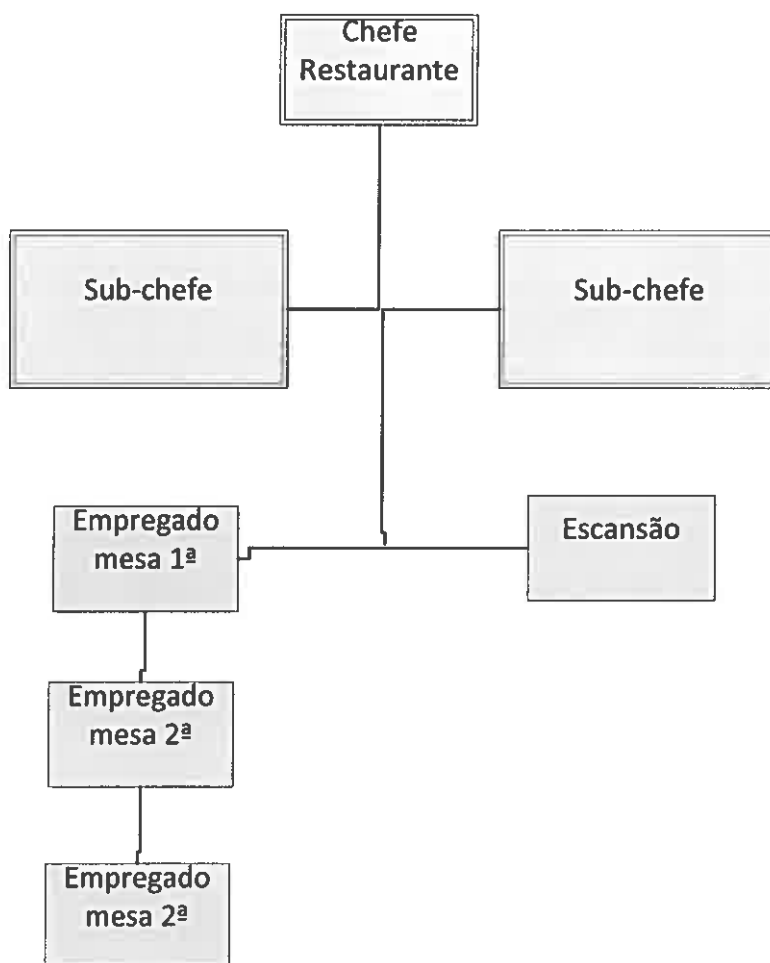 Chefe
Restaurante
Sub-chefe
Sub-chefe
Empregado
mesa 1ª
Escansão
Empregado
mesa 2ª
Empregado
mesa 2ª